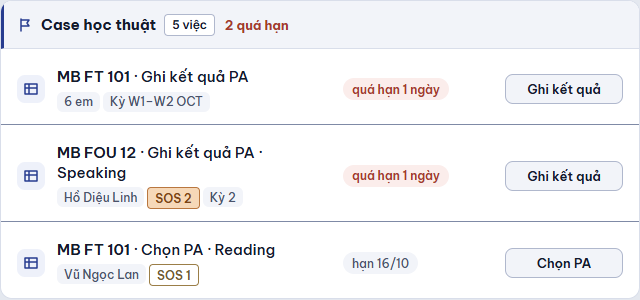 Case học thuật 5 việc 2 quá hạn
MB FT 101 · Ghi kết quả PA
6 em Kỳ W1–W2 OCT
quá hạn 1 ngày
Ghi kết quả
MB FOU 12 · Ghi kết quả PA ·
Speaking
Hồ Diệu Linh SOS 2 Kỳ 2
quá hạn 1 ngày
Ghi kết quả
MB FT 101 · Chọn PA · Reading
Vũ Ngọc Lan SOS 1
hạn 16/10
Chọn PA